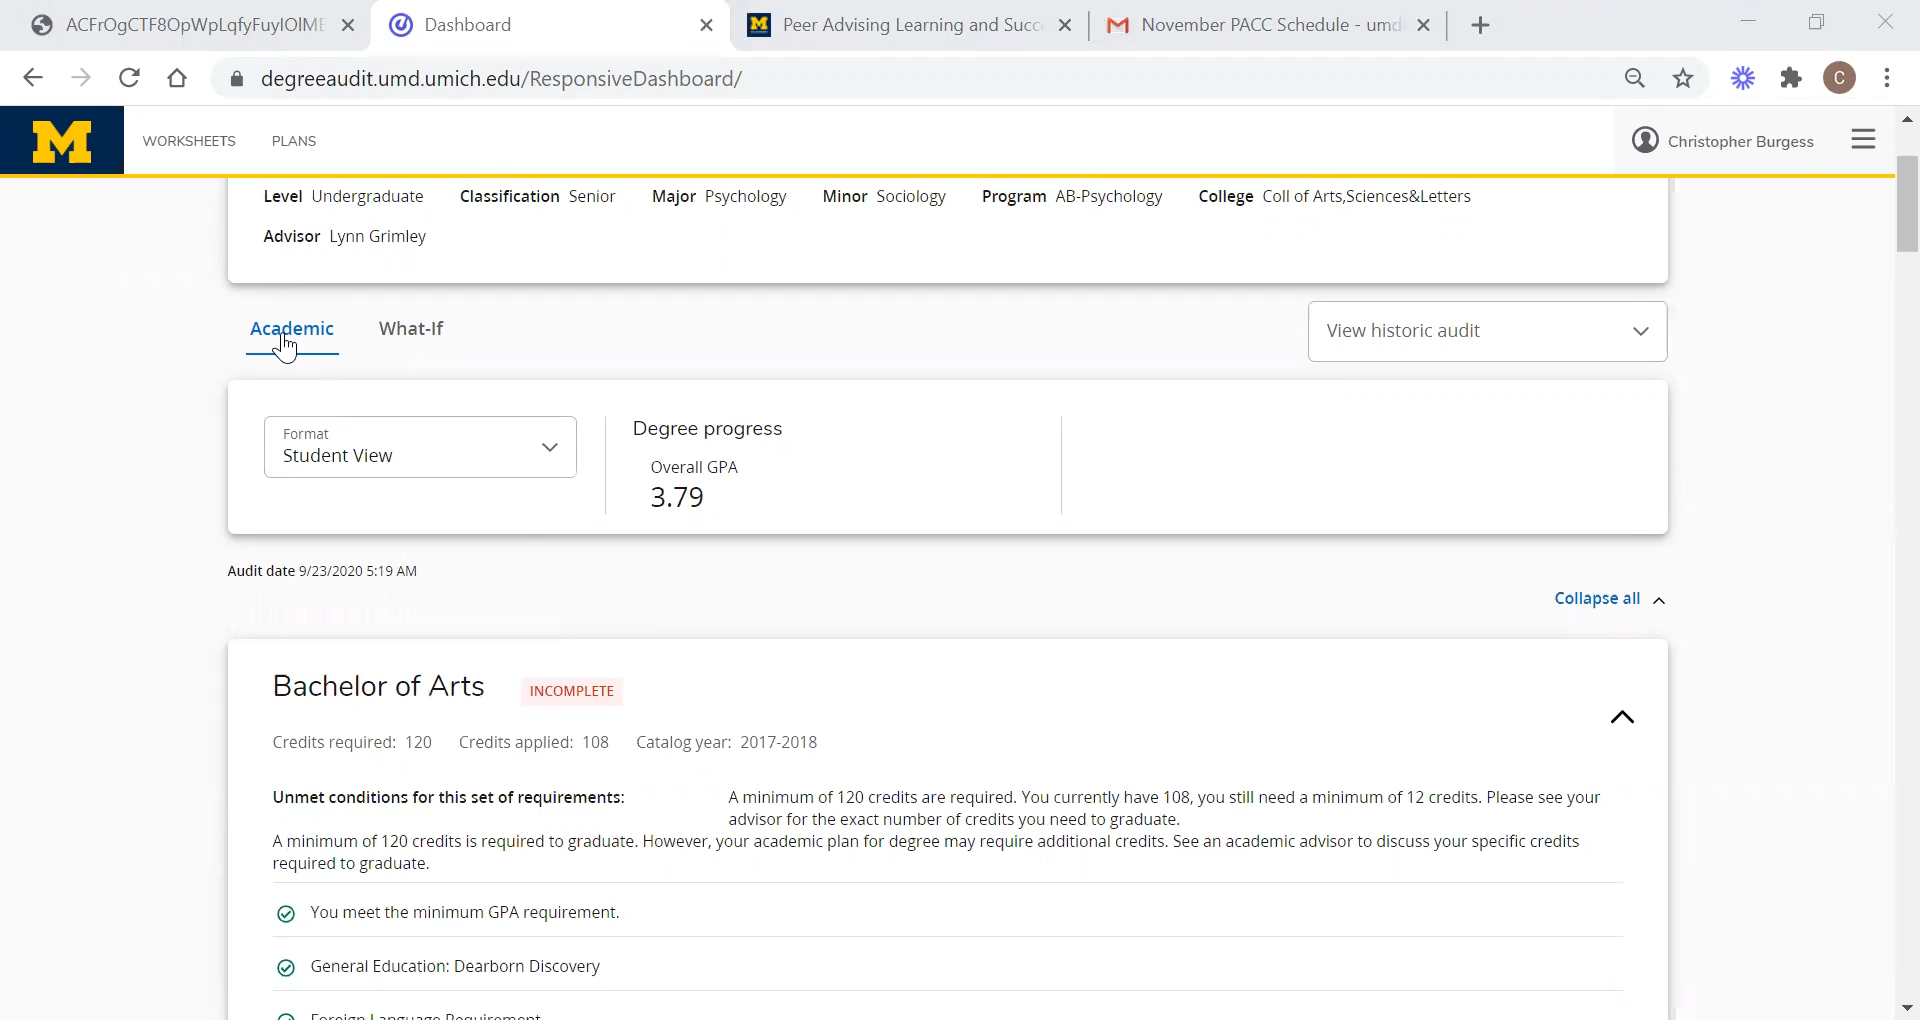 ACFrOgCTF8OpWpLqfyFuyIOlME
Dashboard
Peer Advising Learning and Succ
November PACC Schedule - umd
degreeaudit.umd.umich.edu/ResponsiveDashboard/
C
M
WORKSHEETS
PLANS
Christopher Burgess
Level Undergraduate Classification Senior Major Psychology Minor Sociology Program AB-Psychology College Coll of Arts,Sciences&Letters
Advisor Lynn Grimley
Academic
What-If
View historic audit
Format
Student View
Degree progress
Overall GPA
3.79
Audit date 9/23/2020 5:19 AM
Collapse all
Bachelor of Arts INCOMPLETE
Credits required: 120 Credits applied: 108 Catalog year: 2017-2018
Unmet conditions for this set of requirements: A minimum of 120 credits are required. You currently have 108, you still need a minimum of 12 credits. Please see your
advisor for the exact number of credits you need to graduate.
A minimum of 120 credits is required to graduate. However, your academic plan for degree may require additional credits. See an academic advisor to discuss your specific credits
required to graduate.
You meet the minimum GPA requirement.
General Education: Dearborn Discovery
Foreign Language Requirement